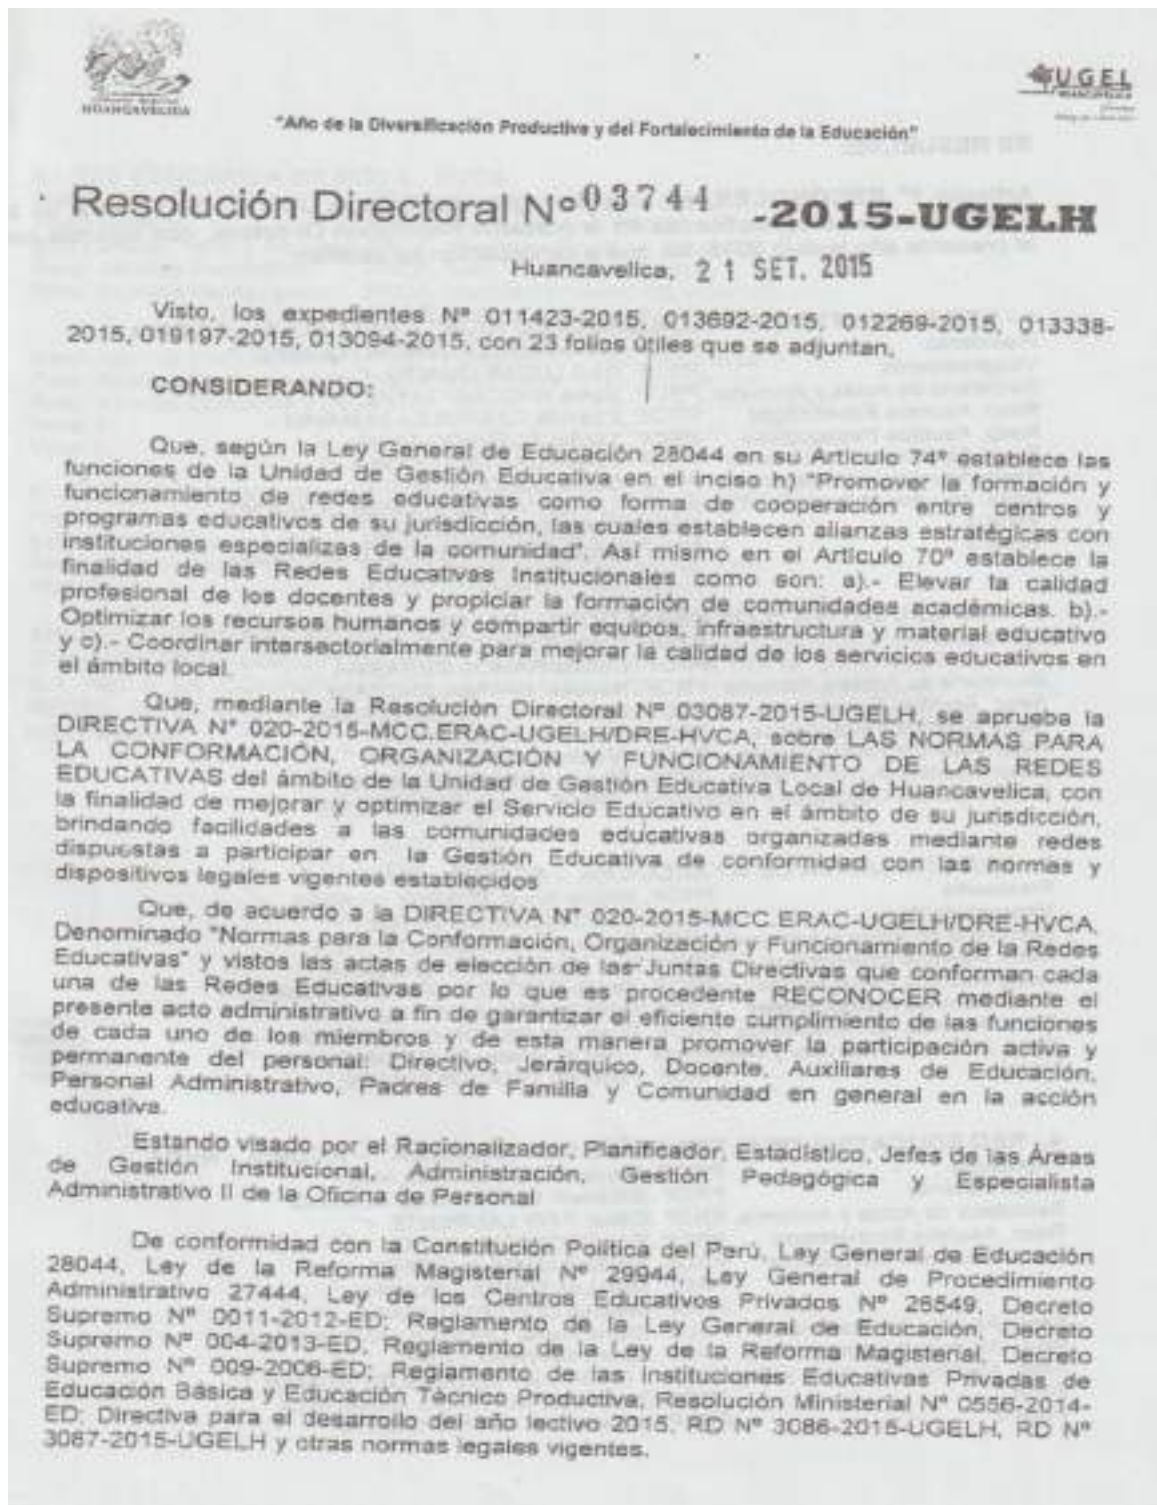 HUANCAVELICA
UGEL
HUANCAVELICA
"Año de la Diversificación Productiva y del Fortalecimiento de la Educación"
Resolución Directoral N° 03744 -2015-UGELH
Huancavelica, 21 SET. 2015
Visto, los expedientes Nº 011423-2015, 013692-2015, 012269-2015, 013338-
2015, 019197-2015, 013094-2015, con 23 folios útiles que se adjuntan,
CONSIDERANDO:
Que, según la Ley General de Educación 28044 en su Articulo 74º establece las
funciones de la Unidad de Gestión Educativa en el inciso h) "Promover la formación y
funcionamiento de redes educativas como forma de cooperación entre centros y
programas educativos de su jurisdicción, las cuales establecen alianzas estratégicas con
instituciones especializas de la comunidad". Así mismo en el Artículo 70º establece la
finalidad de las Redes Educativas Institucionales como son: a).- Elevar la calidad
profesional de los docentes y propiciar la formación de comunidades académicas. b).-
Optimizar los recursos humanos y compartir equipos, infraestructura y material educativo
y c).- Coordinar intersectorialmente para mejorar la calidad de los servicios educativos en
el ámbito local.
Que, mediante la Resolución Directoral Nº 03087-2015-UGELH, se aprueba la
DIRECTIVA N° 020-2015-MCC.ERAC-UGELH/DRE-HVCA, sobre LAS NORMAS PARA
LA CONFORMACIÓN, ORGANIZACIÓN Y FUNCIONAMIENTO DE LAS REDES
EDUCATIVAS del ámbito de la Unidad de Gestión Educativa Local de Huancavelica, con
la finalidad de mejorar y optimizar el Servicio Educativo en el ámbito de su jurisdicción,
brindando facilidades a las comunidades educativas organizadas mediante redes
dispuestas a participar en la Gestión Educativa de conformidad con las normas y
dispositivos legales vigentes establecidos
Que, de acuerdo a la DIRECTIVA N° 020-2015-MCC.ERAC-UGELH/DRE-HVCA,
Denominado "Normas para la Conformación, Organización y Funcionamiento de la Redes
Educativas" y vistos las actas de elección de las Juntas Directivas que conforman cada
una de las Redes Educativas por lo que es procedente RECONOCER mediante el
presente acto administrativo a fin de garantizar el eficiente cumplimiento de las funciones
de cada uno de los miembros y de esta manera promover la participación activa y
permanente del personal: Directivo, Jerárquico, Docente, Auxiliares de Educación,
Personal Administrativo, Padres de Familia y Comunidad en general en la acción
educativa.
Estando visado por el Racionalizador, Planificador, Estadístico, Jefes de las Áreas
de Gestión Institucional, Administración, Gestión Pedagógica y Especialista
Administrativo II de la Oficina de Personal
De conformidad con la Constitución Política del Perú, Ley General de Educación
28044, Ley de la Reforma Magisterial Nº 29944, Ley General de Procedimiento
Administrativo 27444, Ley de los Centros Educativos Privados Nº 26549, Decreto
Supremo Nº 0011-2012-ED; Reglamento de la Ley General de Educación, Decreto
Supremo Nº 004-2013-ED, Reglamento de la Ley de la Reforma Magisterial, Decreto
Supremo Nº 009-2006-ED; Reglamento de las Instituciones Educativas Privadas de
Educación Básica y Educación Técnico Productiva, Resolución Ministerial Nº 0556-2014-
ED; Directiva para el desarrollo del año lectivo 2015, RD Nº 3086-2015-UGELH, RD Nº
3087-2015-UGELH y otras normas legales vigentes.